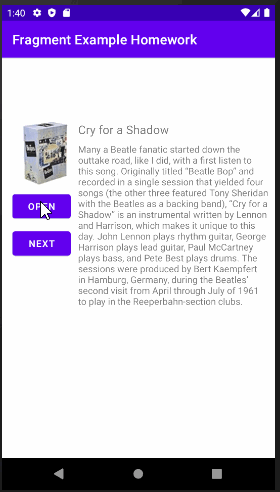 1:40
Fragment Example Homework
Cry for a Shadow
Many a Beatle fanatic started down the
outtake road, like I did, with a first listen to
this song. Originally titled "Beatle Bop" and
recorded in a single session that yielded four
songs (the other three featured Tony Sheridan
with the Beatles as a backing band), "Cry for a
Shadow" is an instrumental written by Lennon
and Harrison, which makes it unique to this
day. John Lennon plays rhythm guitar, George
Harrison plays lead guitar, Paul McCartney
plays bass, and Pete Best plays drums. The
sessions were produced by Bert Kaempfert
in Hamburg, Germany, during the Beatles'
second visit from April through July of 1961
to play in the Reeperbahn-section clubs.
OPEN
NEXT